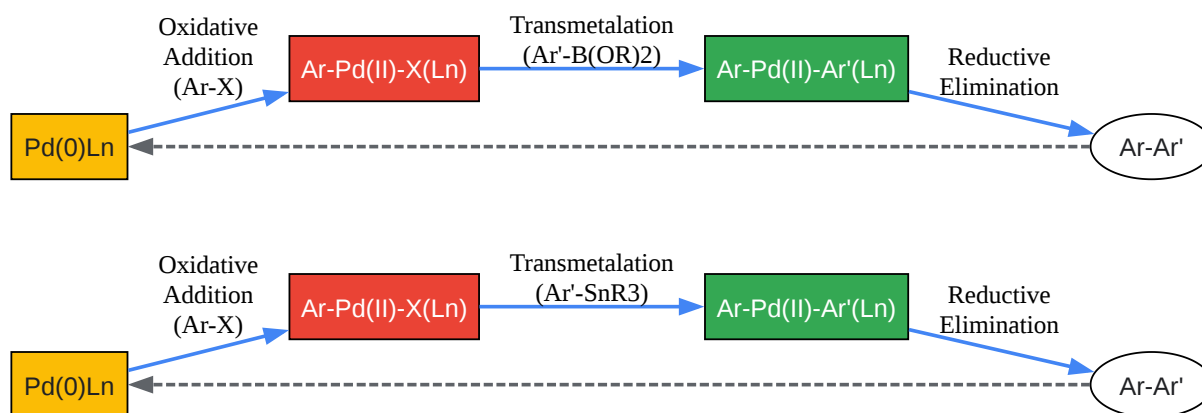 Oxidative
Addition
(Ar-X)
Transmetalation
(Ar'-B(OR)2)
Reductive
Elimination
Pd(0)Ln
Ar-Pd(II)-X(Ln)
Ar-Pd(II)-Ar'(Ln)
Ar-Ar'
Oxidative
Addition
(Ar-X)
Transmetalation
(Ar'-SnR3)
Reductive
Elimination
Pd(0)Ln
Ar-Pd(II)-X(Ln)
Ar-Pd(II)-Ar'(Ln)
Ar-Ar'